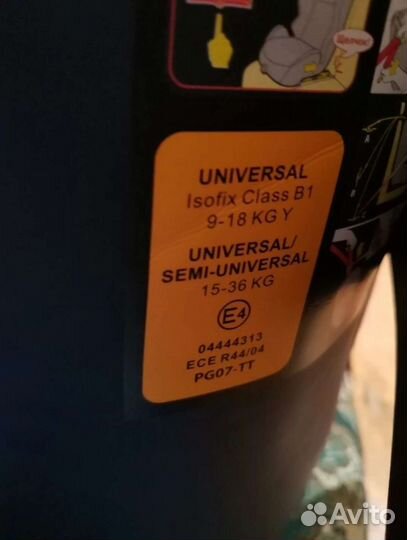 Щелчок!
UNIVERSAL
Isofix Class B1
9-18 KG Y
UNIVERSAL/
SEMI-UNIVERSAL
15-36 KG
E4
04444313
ECE R44/04
PG07-TT
A
Avito